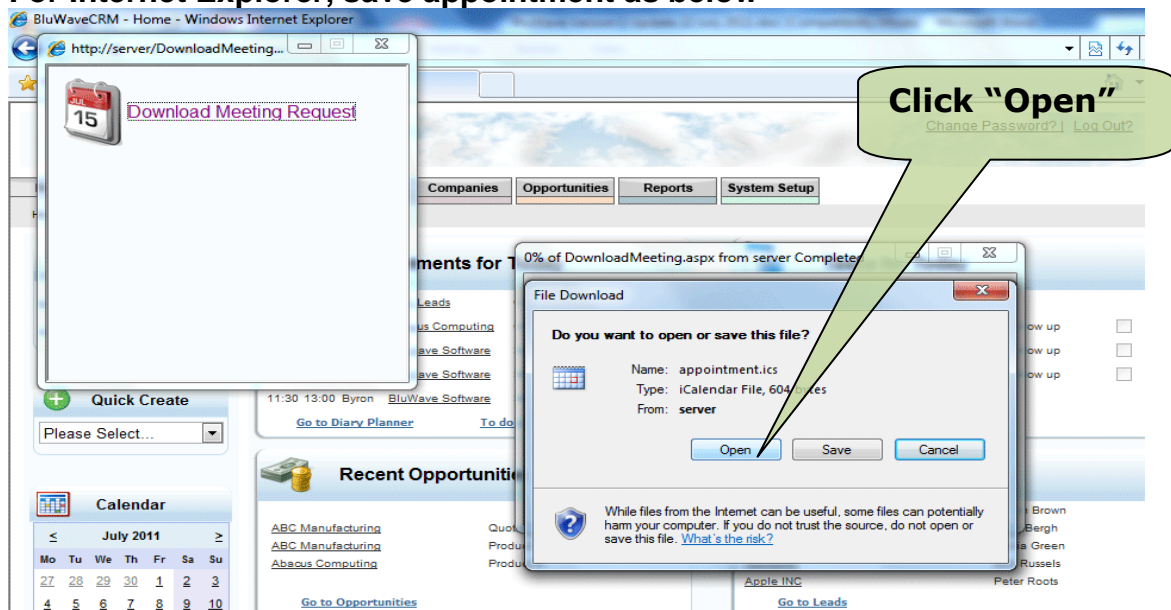 For Internet Explorer, save appointment as below
BluWaveCRM - Home - Windows Internet Explorer
http://server/DownloadMeeting...
JUL
15
Download Meeting Request
Click “Open”
Change Password? | Log Out?
Companies
Opportunities
Reports
System Setup
ments for T
0% of DownloadMeeting.aspx from server Completed
File Download
Do you want to open or save this file?
Name: appointment.ics
Type: iCalendar File, 604 bytes
From: server
Open
Save
Cancel
While files from the Internet can be useful, some files can potentially
harm your computer. If you do not trust the source, do not open or
save this file. What's the risk?
Leads
us Computing
ave Software
ave Software
11:30 13:00 Byron BluWave Software
Go to Diary Planner
To do
ow up
ow up
ow up
Quick Create
Please Select...
Recent Opportuniti
ABC Manufacturing Quot
ABC Manufacturing Produ
Abacus Computing Produ
Go to Opportunities
Brown
Bergh
a Green
Russels
Apple INC Peter Roots
Go to Leads
Calendar
≤ July 2011 ≥
Mo Tu We Th Fr Sa Su
27 28 29 30 1 2 3
4 5 6 7 8 9 10